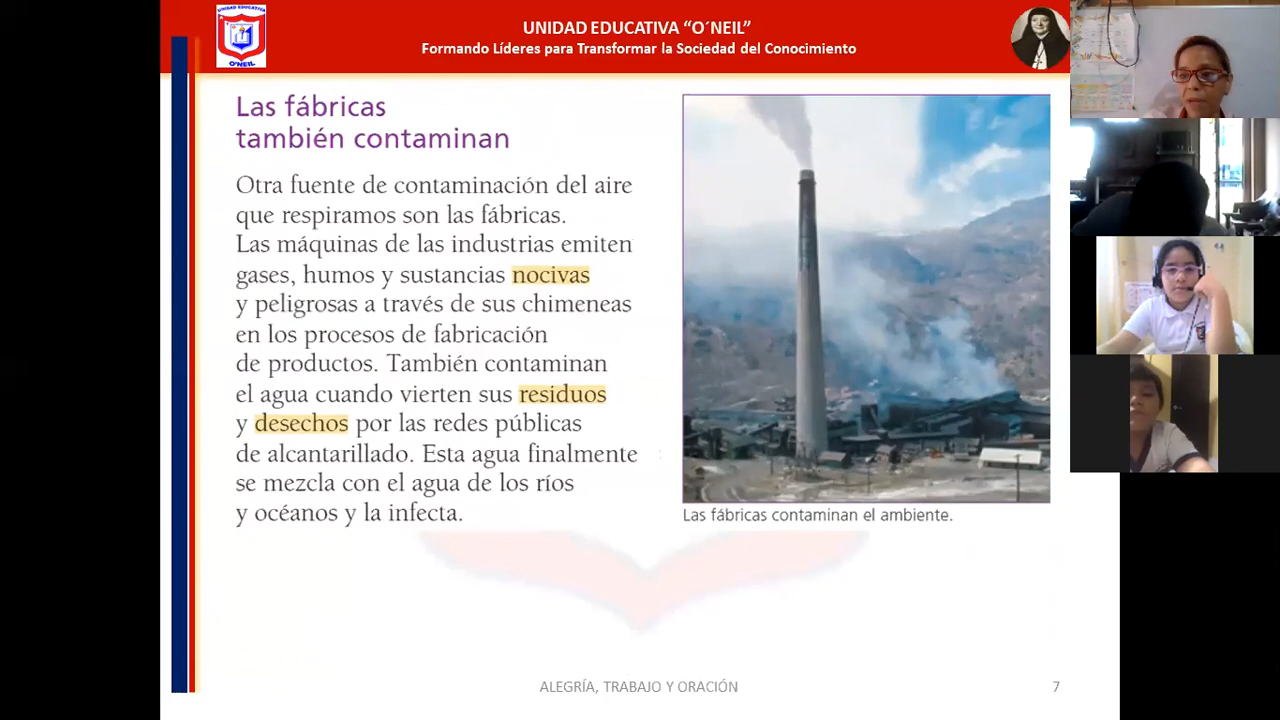 UNIDAD EDUCATIVA
O'NEIL
UNIDAD EDUCATIVA “O´NEIL”
Formando Líderes para Transformar la Sociedad del Conocimiento
Las fábricas
también contaminan
Otra fuente de contaminación del aire
que respiramos son las fábricas.
Las máquinas de las industrias emiten
gases, humos y sustancias nocivas
y peligrosas a través de sus chimeneas
en los procesos de fabricación
de productos. También contaminan
el agua cuando vierten sus residuos
y desechos por las redes públicas
de alcantarillado. Esta agua finalmente
se mezcla con el agua de los ríos
y océanos y la infecta.
Las fábricas contaminan el ambiente.
ALEGRÍA, TRABAJO Y ORACIÓN
7